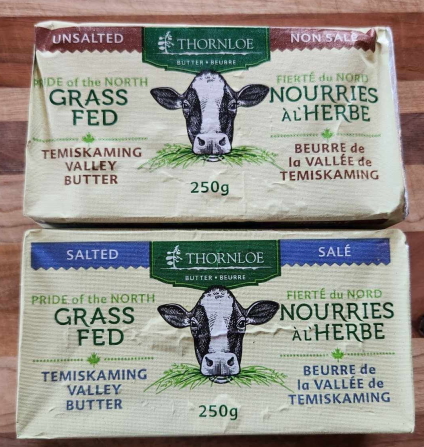 UNSALTED
THORNLOE
BUTTER • BEURRE
NON SALÉ
PRIDE of the NORTH
GRASS
FED
TEMISKAMING
VALLEY
BUTTER
FIERTÉ du NORD
NOURRIES
À L'HERBE
BEURRE de
la VALLÉE de
TEMISKAMING
250g
SALTED
THORNLOE
BUTTER • BEURRE
SALÉ
PRIDE of the NORTH
GRASS
FED
TEMISKAMING
VALLEY
BUTTER
FIERTÉ du NORD
NOURRIES
À L'HERBE
BEURRE de
la VALLÉE de
TEMISKAMING
250g